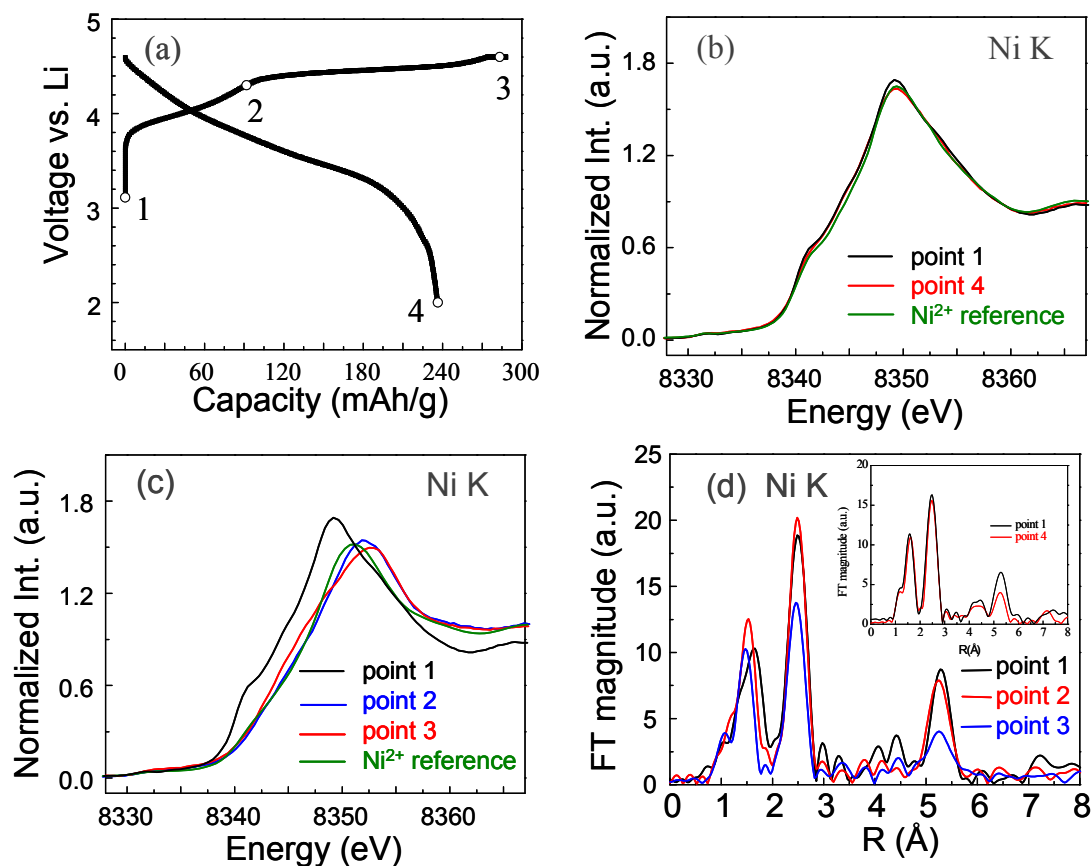 (a)
5
4
3
2
Voltage vs. Li
1
2
3
4
0
60
120
180
240
300
Capacity (mAh/g)
(b)
Ni K
1.8
1.2
0.6
0.0
Normalized Int. (a.u.)
point 1
point 4
Ni²⁺ reference
8330
8340
8350
8360
Energy (eV)
(c)
Ni K
1.8
1.2
0.6
0.0
Normalized Int. (a.u.)
point 1
point 2
point 3
Ni²⁺ reference
8330
8340
8350
8360
Energy (eV)
(d) Ni K
25
20
15
10
5
0
FT magnitude (a.u.)
20
15
10
5
0
FT magnitude (a.u.)
point 1
point 4
0 1 2 3 4 5 6 7 8
R(Å)
point 1
point 2
point 3
0 1 2 3 4 5 6 7 8
R (Å)